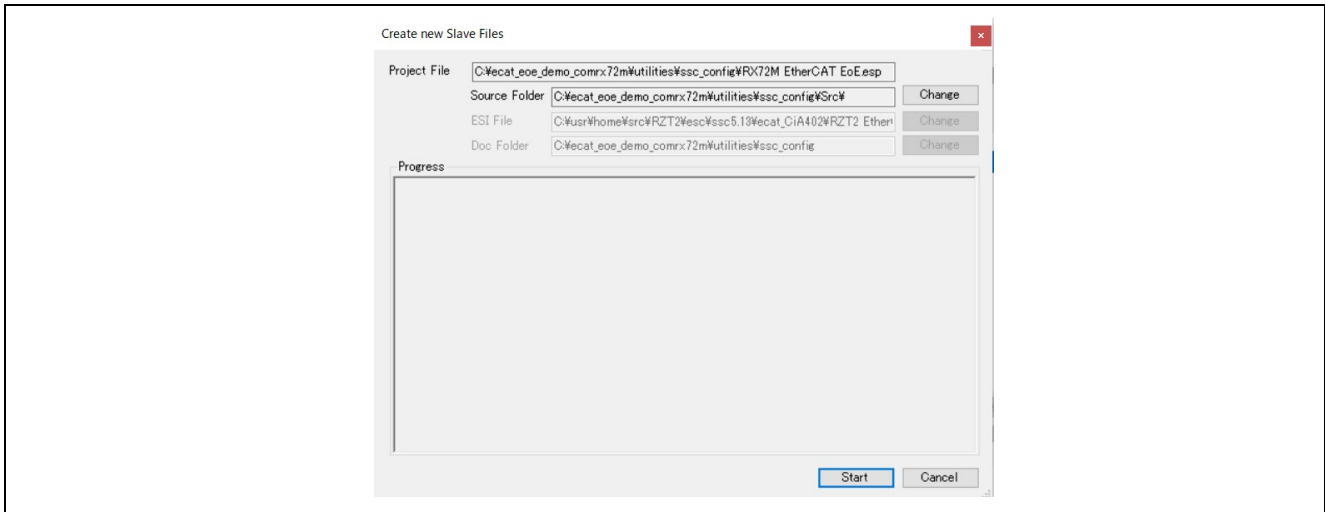 Create new Slave Files
Project File C:¥ecat_eoe_demo_comrx72m¥utilities¥ssc_config¥RX72M EtherCAT EoE.esp
Source Folder C:¥ecat_eoe_demo_comrx72m¥utilities¥ssc_config¥Src¥ Change
ESI File C:¥usr¥home¥src¥RZT2¥esc¥ssc5.13¥ecat_CiA402¥RZT2 Ether Change
Doc Folder C:¥ecat_eoe_demo_comrx72m¥utilities¥ssc_config Change
Progress
Start Cancel